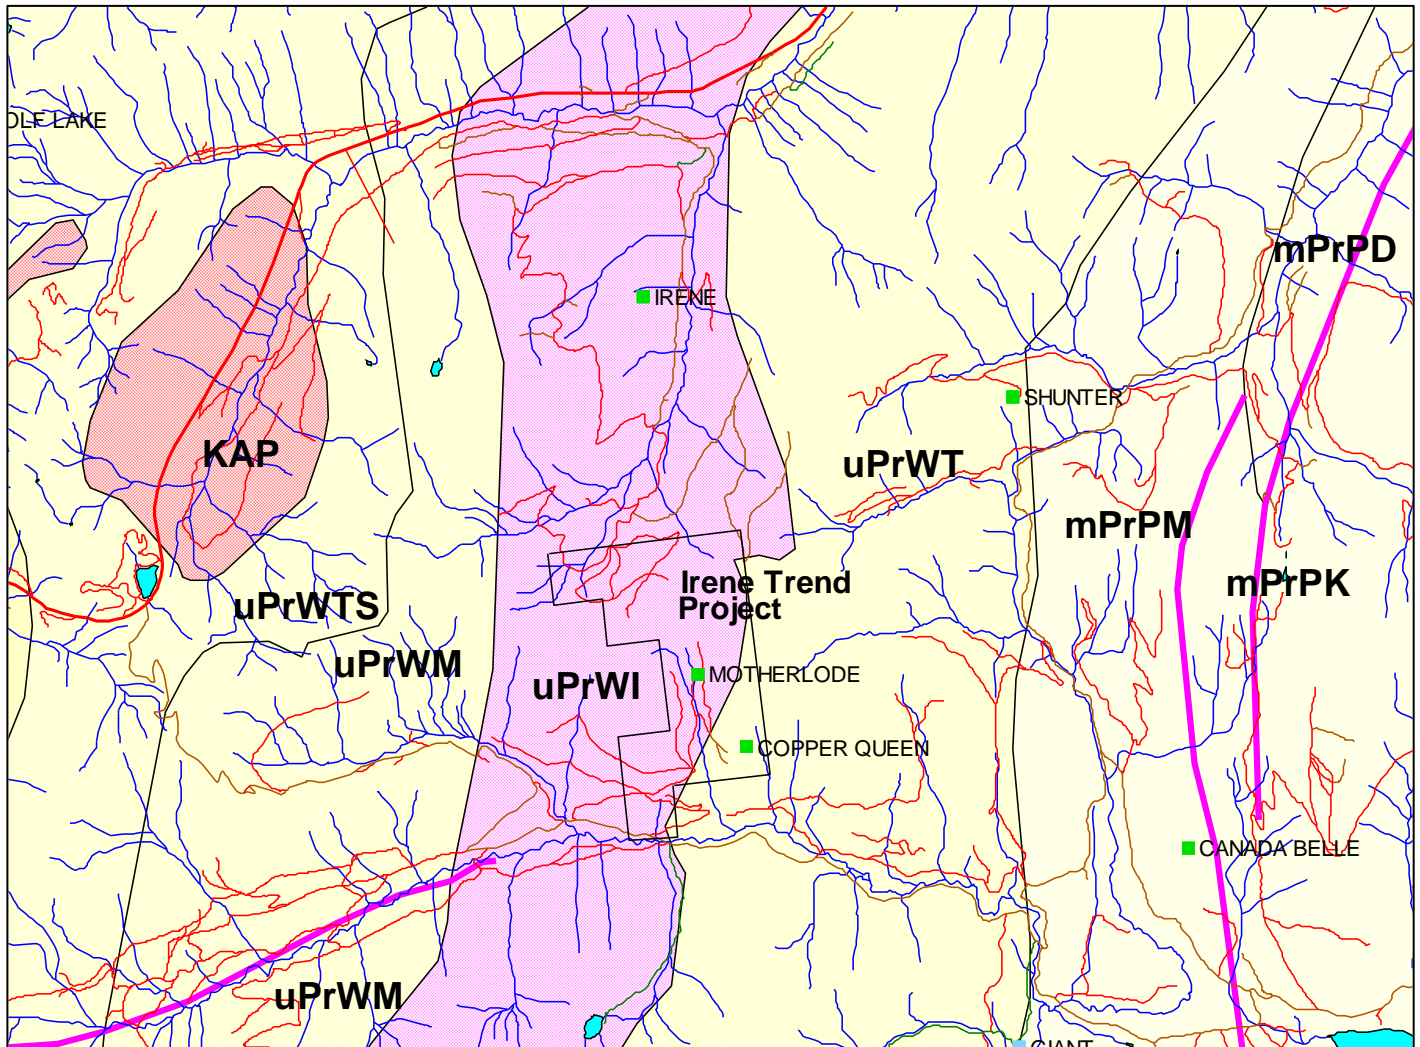 OLF LAKE
mPrPD
IRENE
SHUNTER
KAP
uPrWT
mPrPM
Irene Trend
Project
mPrPK
uPrWTS
uPrWM
MOTHERLODE
uPrWI
COPPER QUEEN
CANADA BELLE
uPrWM
GIANT